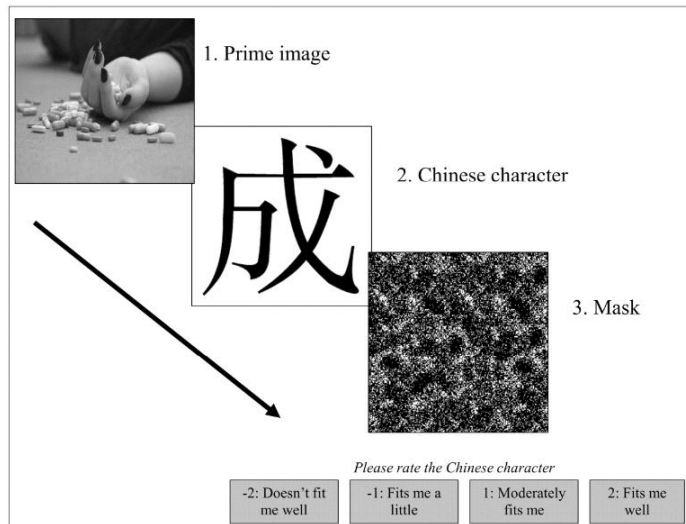 1. Prime image
成
2. Chinese character
3. Mask
Please rate the Chinese character
-2: Doesn’t fit
me well
-1: Fits me a
little
1: Moderately
fits me
2: Fits me
well